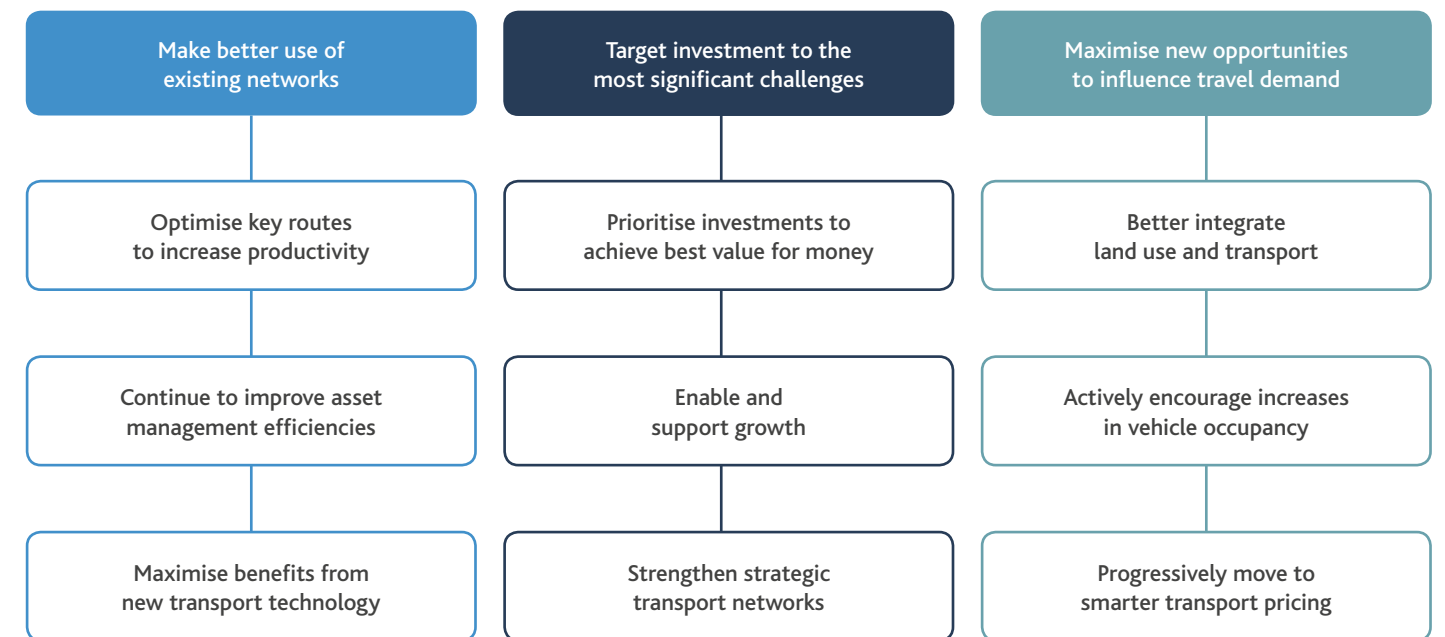 Make better use of
existing networks
Optimise key routes
to increase productivity
Continue to improve asset
management efficiencies
Maximise benefits from
new transport technology
Target investment to the
most significant challenges
Prioritise investments to
achieve best value for money
Enable and
support growth
Strengthen strategic
transport networks
Maximise new opportunities
to influence travel demand
Better integrate
land use and transport
Actively encourage increases
in vehicle occupancy
Progressively move to
smarter transport pricing